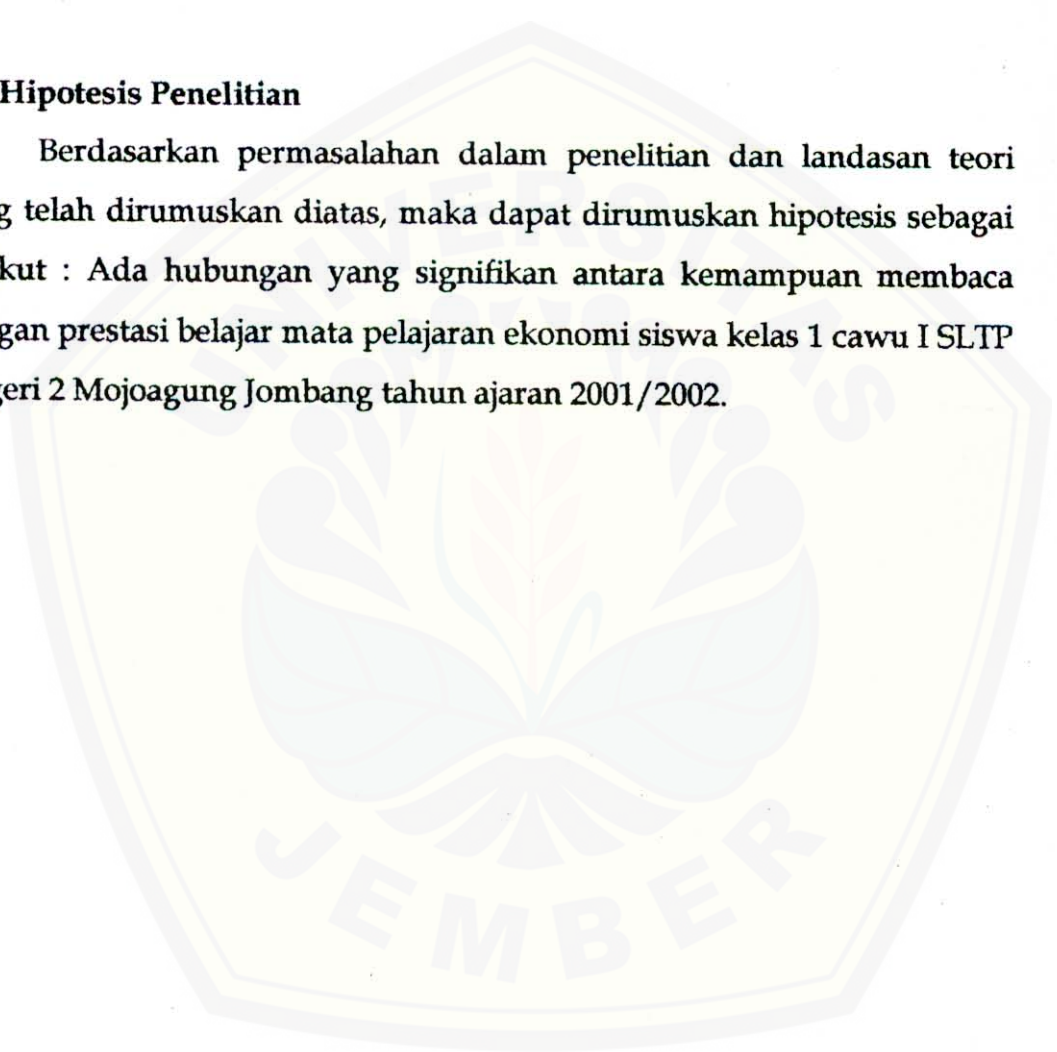 Hipotesis Penelitian
Berdasarkan permasalahan dalam penelitian dan landasan teori
g telah dirumuskan diatas, maka dapat dirumuskan hipotesis sebagai
kut : Ada hubungan yang signifikan antara kemampuan membaca
gan prestasi belajar mata pelajaran ekonomi siswa kelas 1 cawu I SLTP
geri 2 Mojoagung Jombang tahun ajaran 2001/2002.
UNIVERSITAS
JEMBER